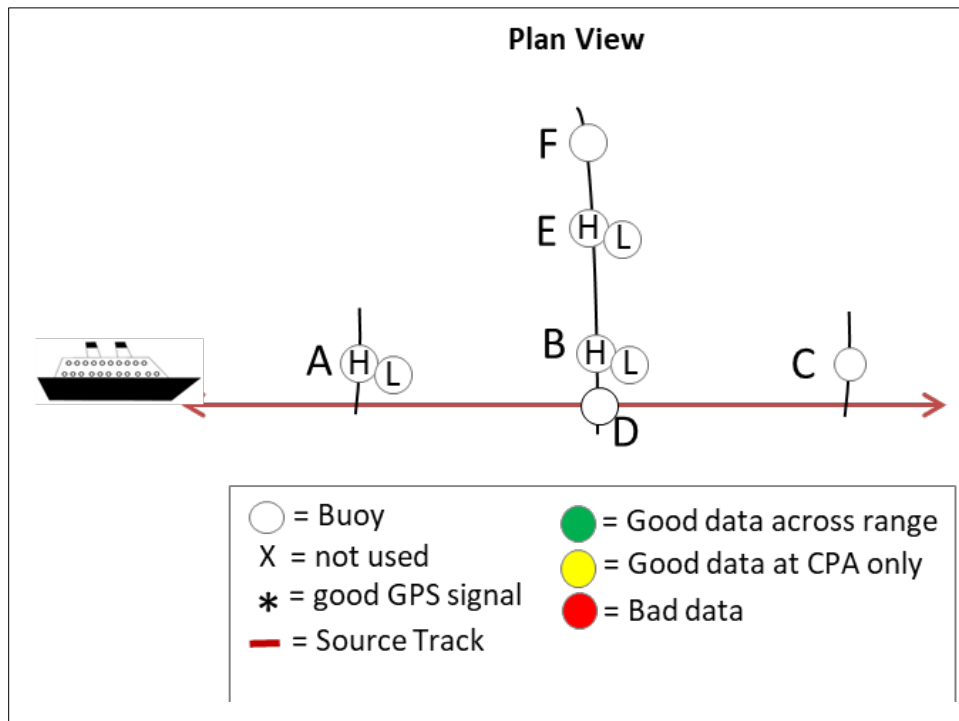 Plan View
F
E H L
B H L
A H L
C
D
= Buoy
X = not used
* = good GPS signal
= Source Track
= Good data across range
= Good data at CPA only
= Bad data